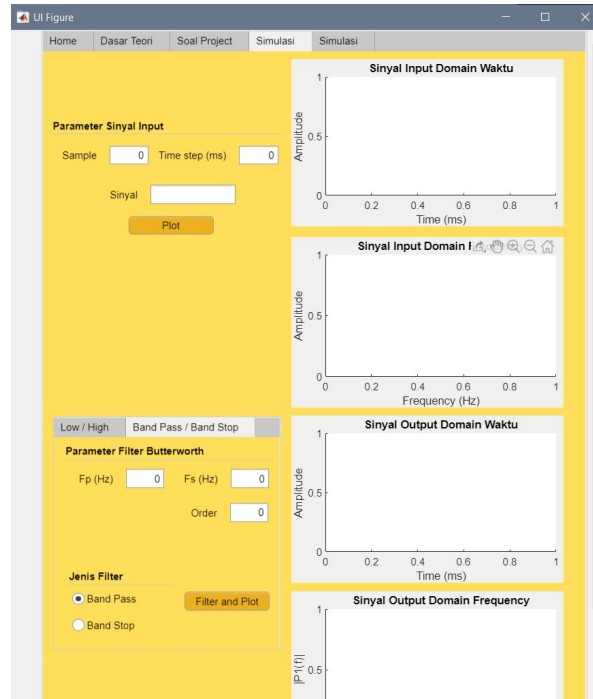 UI Figure
Home Dasar Teori Soal Project Simulasi Simulasi
Parameter Sinyal Input
Sample 0 Time step (ms) 0
Sinyal
Plot
Sinyal Input Domain Waktu
Amplitude
1
0.5
0
0 0.2 0.4 0.6 0.8 1
Time (ms)
Sinyal Input Domain
Amplitude
1
0.5
0
0 0.2 0.4 0.6 0.8 1
Frequency (Hz)
Low / High Band Pass / Band Stop
Parameter Filter Butterworth
Fp (Hz) 0 Fs (Hz) 0
Order 0
Jenis Filter
Band Pass
Band Stop
Filter and Plot
Sinyal Output Domain Waktu
Amplitude
1
0.5
0
0 0.2 0.4 0.6 0.8 1
Time (ms)
Sinyal Output Domain Frequency
|P1(f)|
1
0.5